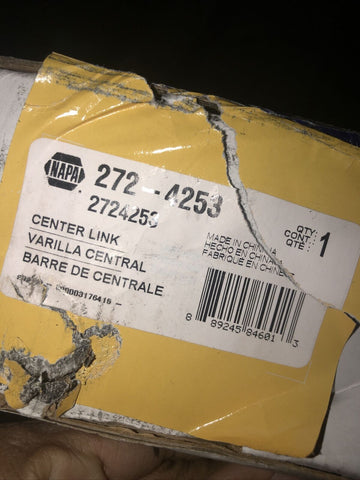 NAPA
272 -4253
2724253
CENTER LINK
VARILLA CENTRAL
BARRE DE CENTRALE
MADE IN CHINA
HECHO EN CHINA
FABRIQUE EN CHINE
QTY:
CONT:
QTÉ:
1
8 89245 84601 3